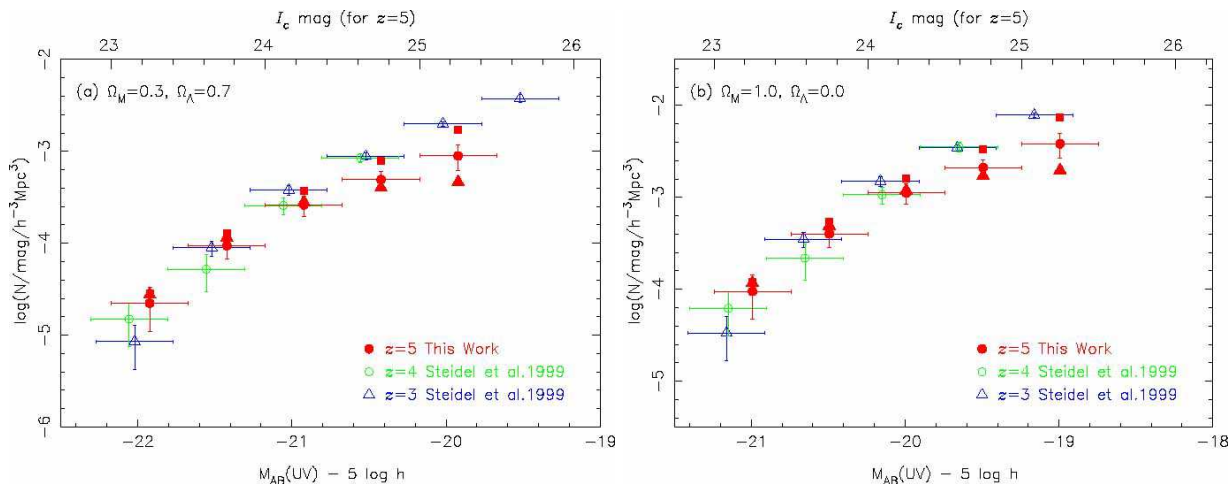 I_c mag (for z=5)
23 24 25 26
(a) Ω_M=0.3, Ω_Λ=0.7
log(N/mag/h⁻³Mpc³)
-2
-3
-4
-5
-6
z=5 This Work
z=4 Steidel et al.1999
z=3 Steidel et al.1999
-22 -21 -20 -19
M_AB(UV) - 5 log h
I_c mag (for z=5)
23 24 25 26
(b) Ω_M=1.0, Ω_Λ=0.0
log(N/mag/h⁻³Mpc³)
-2
-3
-4
-5
z=5 This Work
z=4 Steidel et al.1999
z=3 Steidel et al.1999
-21 -20 -19 -18
M_AB(UV) - 5 log h